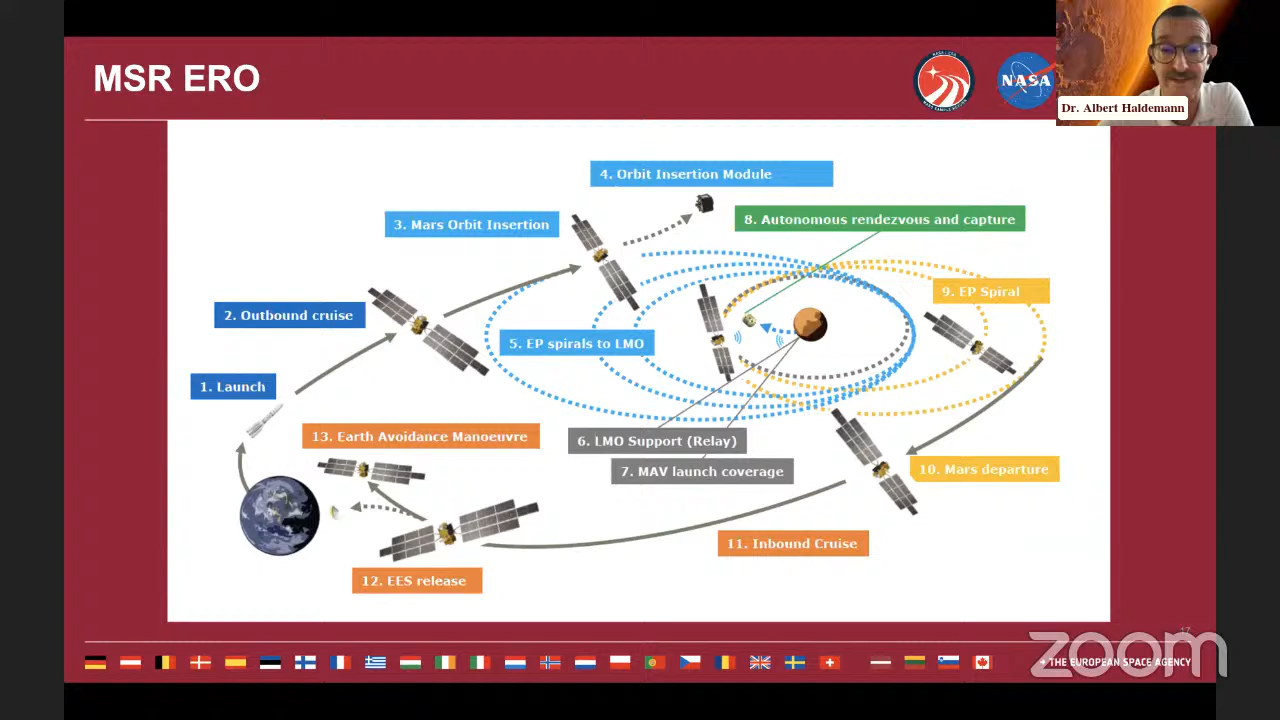 MSR ERO
NASA
Dr. Albert Haldemann
4. Orbit Insertion Module
3. Mars Orbit Insertion
8. Autonomous rendezvous and capture
2. Outbound cruise
9. EP Spiral
5. EP spirals to LMO
1. Launch
13. Earth Avoidance Manoeuvre
6. LMO Support (Relay)
7. MAV launch coverage
10. Mars departure
11. Inbound Cruise
12. EES release
17
zoom
→ THE EUROPEAN SPACE AGENCY